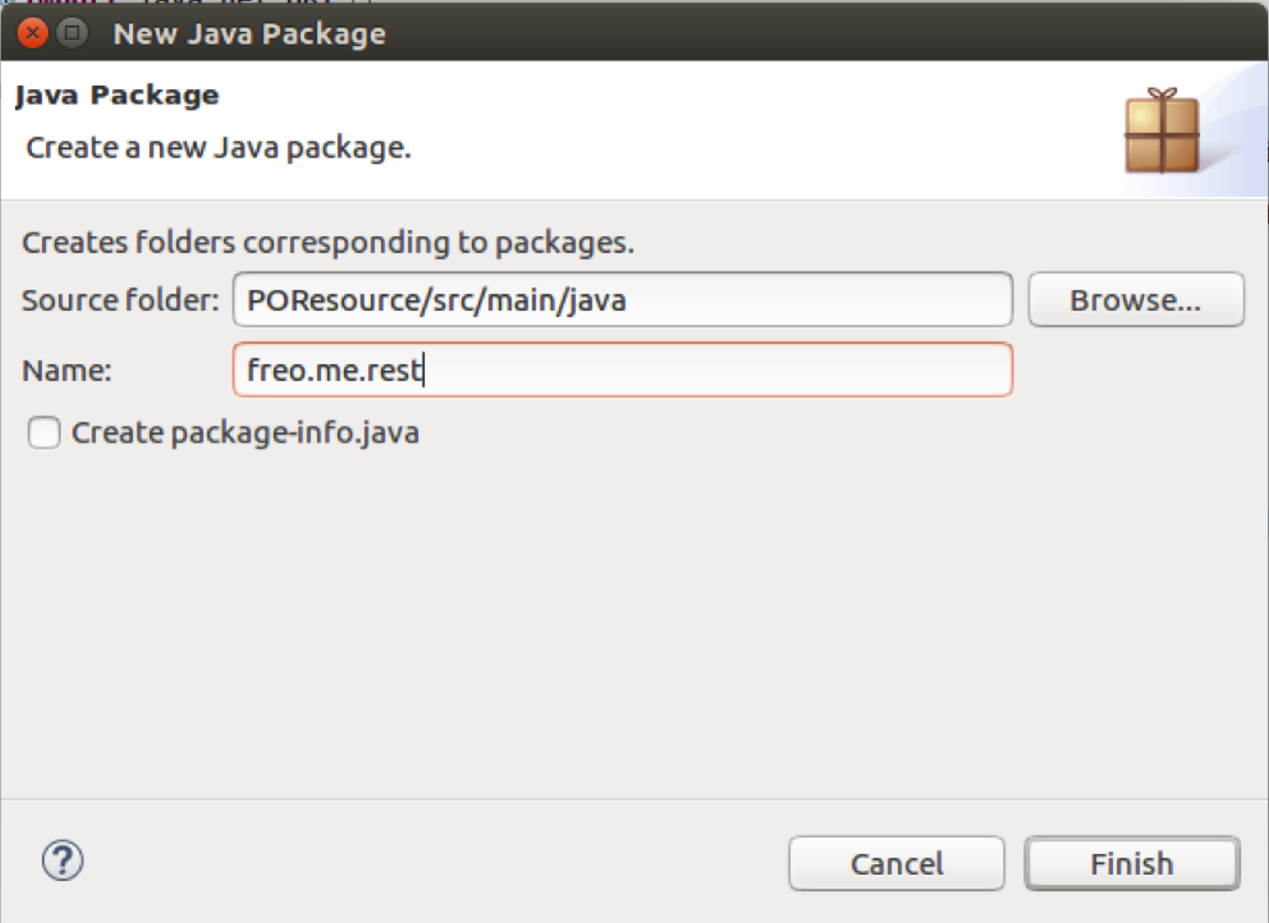 New Java Package
Java Package
Create a new Java package.
Creates folders corresponding to packages.
Source folder: POResource/src/main/java Browse...
Name: freo.me.rest
Create package-info.java
? Cancel Finish